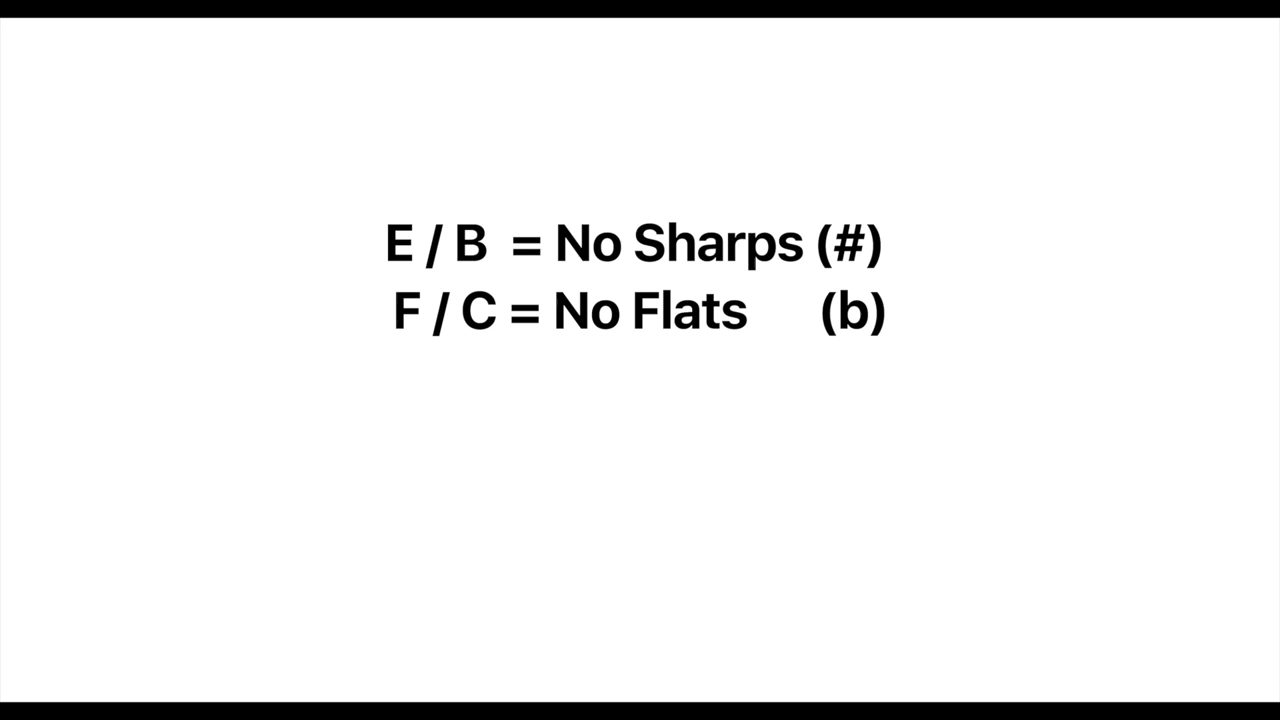 E / B = No Sharps (#)
F / C = No Flats (b)